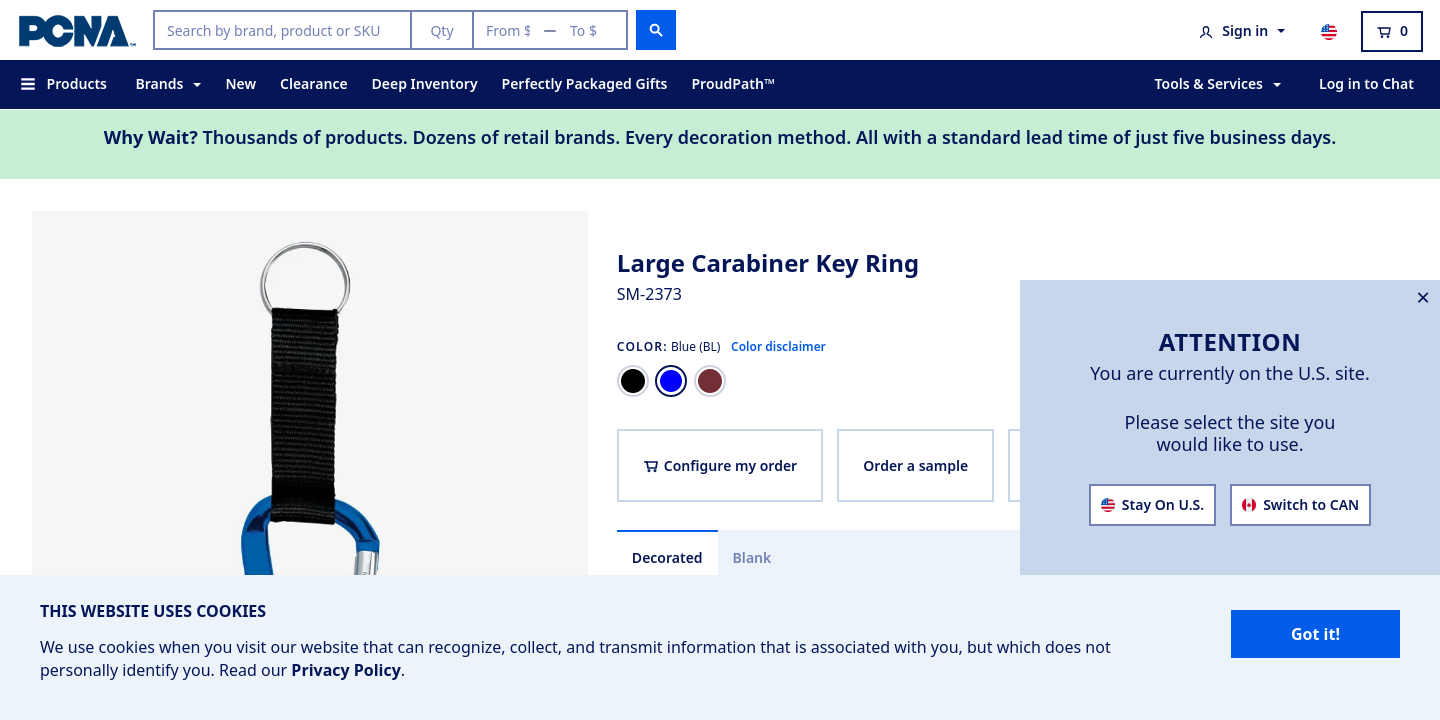 PCNA™
Search by brand, product or SKU
Qty
From $ — To $
Sign in
0
Products
Brands
New
Clearance
Deep Inventory
Perfectly Packaged Gifts
ProudPath™
Tools & Services
Log in to Chat
Why Wait? Thousands of products. Dozens of retail brands. Every decoration method. All with a standard lead time of just five business days.
Large Carabiner Key Ring
SM-2373
COLOR: Blue (BL) Color disclaimer
Configure my order
Order a sample
Decorated
Blank
ATTENTION
You are currently on the U.S. site.
Please select the site you
would like to use.
Stay On U.S.
Switch to CAN
THIS WEBSITE USES COOKIES
We use cookies when you visit our website that can recognize, collect, and transmit information that is associated with you, but which does not
personally identify you. Read our Privacy Policy.
Got it!